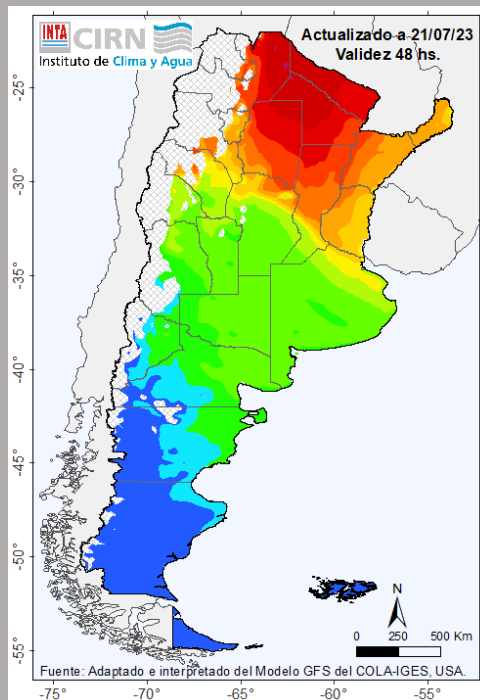 INTA CIRN
Instituto de Clima y Agua
Actualizado a 21/07/23
Validez 48 hs.
-25°
-30°
-35°
-40°
-45°
-50°
-55°
N
0 250 500 Km
Fuente: Adaptado e interpretado del Modelo GFS del COLA-IGES, USA.
-75° -70° -65° -60° -55°